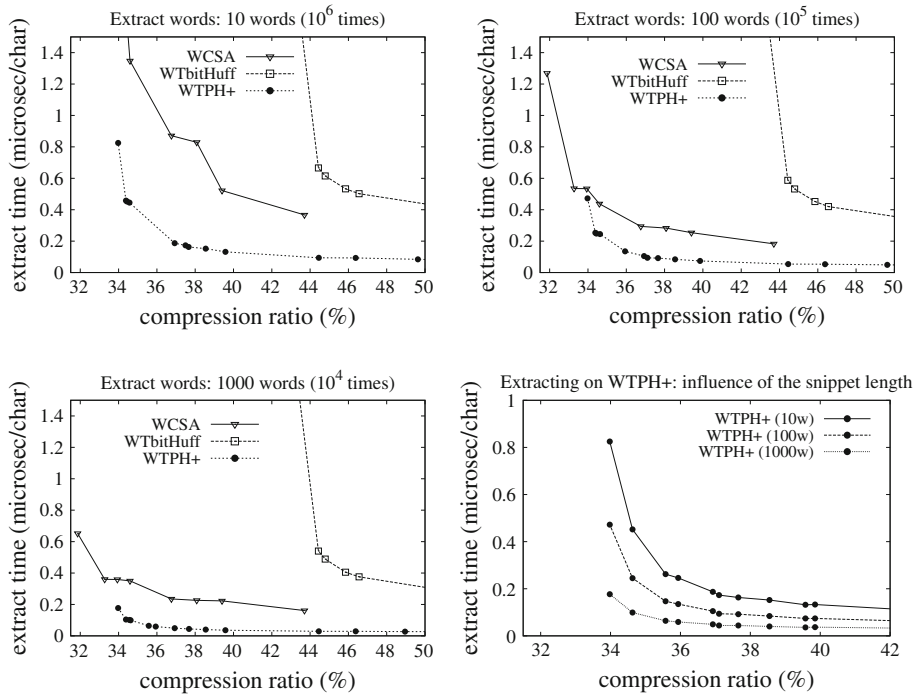 Extract words: 10 words (10^6 times)
extract time (microsec/char)
1.4
1.2
1
0.8
0.6
0.4
0.2
0
WCSA
WTbitHuff
WTPH+
32 34 36 38 40 42 44 46 48 50
compression ratio (%)
Extract words: 100 words (10^5 times)
extract time (microsec/char)
1.4
1.2
1
0.8
0.6
0.4
0.2
0
WCSA
WTbitHuff
WTPH+
32 34 36 38 40 42 44 46 48 50
compression ratio (%)
Extract words: 1000 words (10^4 times)
extract time (microsec/char)
1.4
1.2
1
0.8
0.6
0.4
0.2
0
WCSA
WTbitHuff
WTPH+
32 34 36 38 40 42 44 46 48 50
compression ratio (%)
Extracting on WTPH+: influence of the snippet length
extract time (microsec/char)
1
0.8
0.6
0.4
0.2
0
WTPH+ (10w)
WTPH+ (100w)
WTPH+ (1000w)
32 34 36 38 40 42
compression ratio (%)